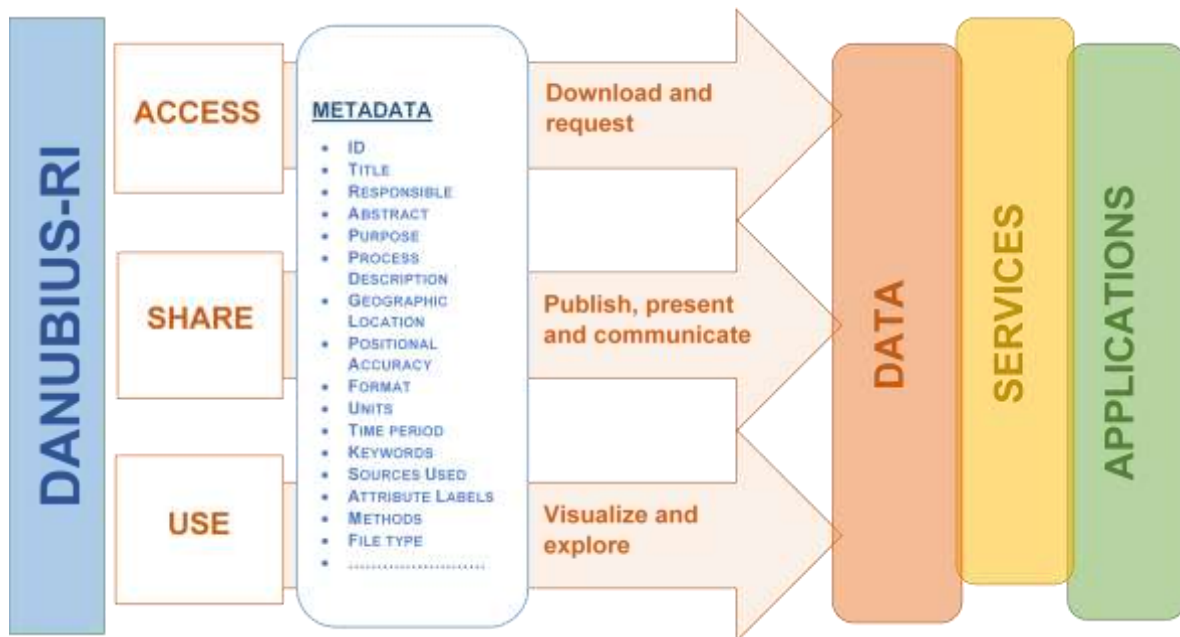 DANUBIUS-RI
ACCESS
SHARE
USE
METADATA
• ID
• TITLE
• RESPONSIBLE
• ABSTRACT
• PURPOSE
• PROCESS
DESCRIPTION
• GEOGRAPHIC
LOCATION
• POSITIONAL
ACCURACY
• FORMAT
• UNITS
• TIME PERIOD
• KEYWORDS
• SOURCES USED
• ATTRIBUTE LABELS
• METHODS
• FILE TYPE
• ........................
Download and
request
Publish, present
and communicate
Visualize and
explore
DATA
SERVICES
APPLICATIONS